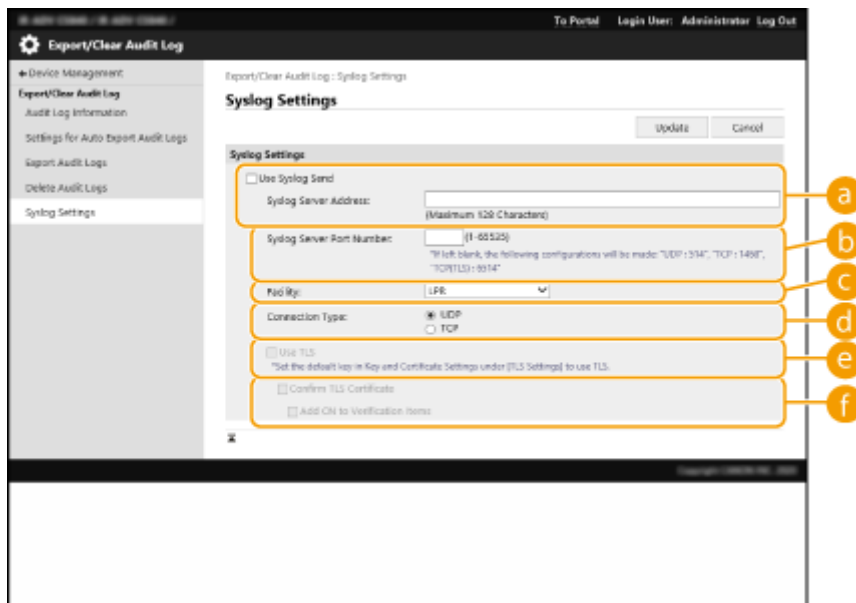 To Portal Login User: Administrator Log Out
Export/Clear Audit Log
Device Management
Export/Clear Audit Log
Audit Log Information
Settings for Auto Export Audit Logs
Export Audit Logs
Delete Audit Logs
Syslog Settings
Export/Clear Audit Log : Syslog Settings
Syslog Settings
Update Cancel
Syslog Settings
Use Syslog Send
Syslog Server Address:
(Maximum 128 Characters)
a
Syslog Server Port Number: (1-65535)
*If left blank, the following configurations will be made: "UDP : 514", "TCP : 1468",
"TCP(TLS) : 6514"
b
Facility: LPR
c
Connection Type: UDP
TCP
d
Use TLS
*Set the default key in Key and Certificate Settings under [TLS Settings] to use TLS.
e
Confirm TLS Certificate
Add CN to Verification Items
f